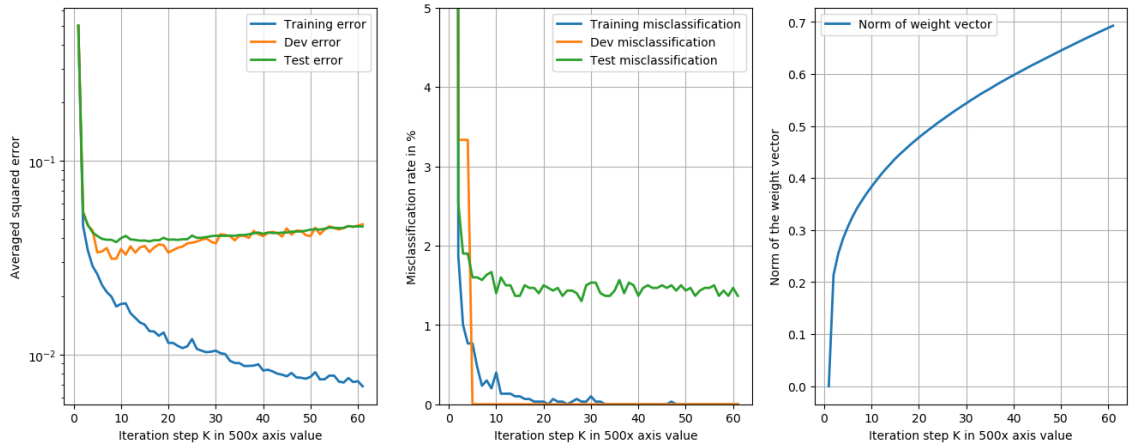 Training error
Dev error
Test error
10⁻¹
10⁻²
Averaged squared error
0 10 20 30 40 50 60
Iteration step K in 500x axis value
Training misclassification
Dev misclassification
Test misclassification
5
4
3
2
1
0
Misclassification rate in %
0 10 20 30 40 50 60
Iteration step K in 500x axis value
Norm of weight vector
0.7
0.6
0.5
0.4
0.3
0.2
0.1
0.0
Norm of the weight vector
0 10 20 30 40 50 60
Iteration step K in 500x axis value